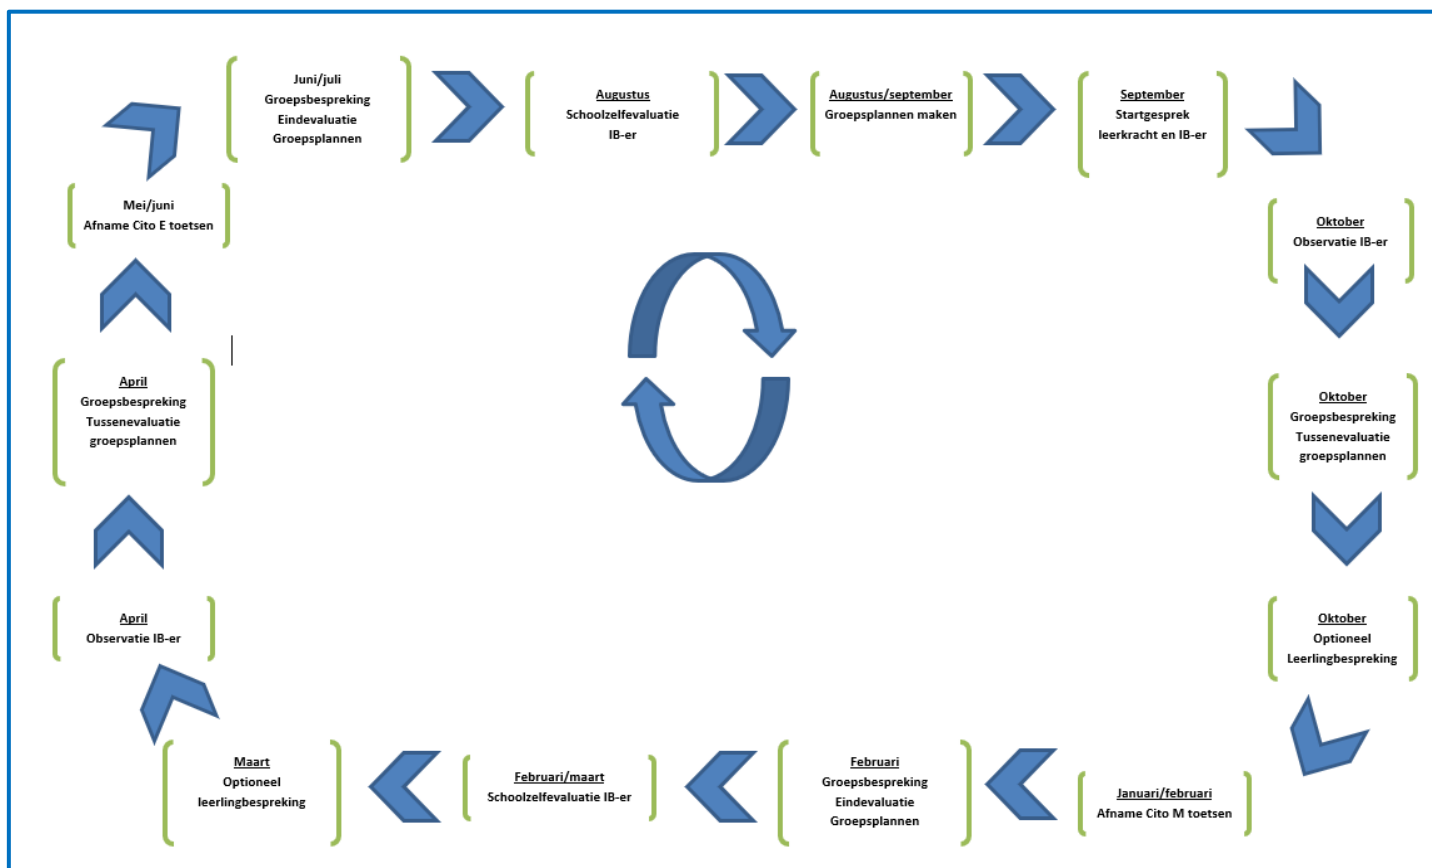 Juni/juli
Groepsbespreking
Eindevaluatie
Groepsplannen
Augustus
Schoolzelfevaluatie
IB-er
Augustus/september
Groepsplannen maken
September
Startgesprek
leerkracht en IB-er
Oktober
Observatie IB-er
Oktober
Groepsbespreking
Tussenevaluatie
groepsplannen
Oktober
Optioneel
Leerlingbespreking
Januari/februari
Afname Cito M toetsen
Februari
Groepsbespreking
Eindevaluatie
Groepsplannen
Februari/maart
Schoolzelfevaluatie IB-er
Maart
Optioneel
leerlingbespreking
April
Observatie IB-er
April
Groepsbespreking
Tussenevaluatie
groepsplannen
Mei/juni
Afname Cito E toetsen